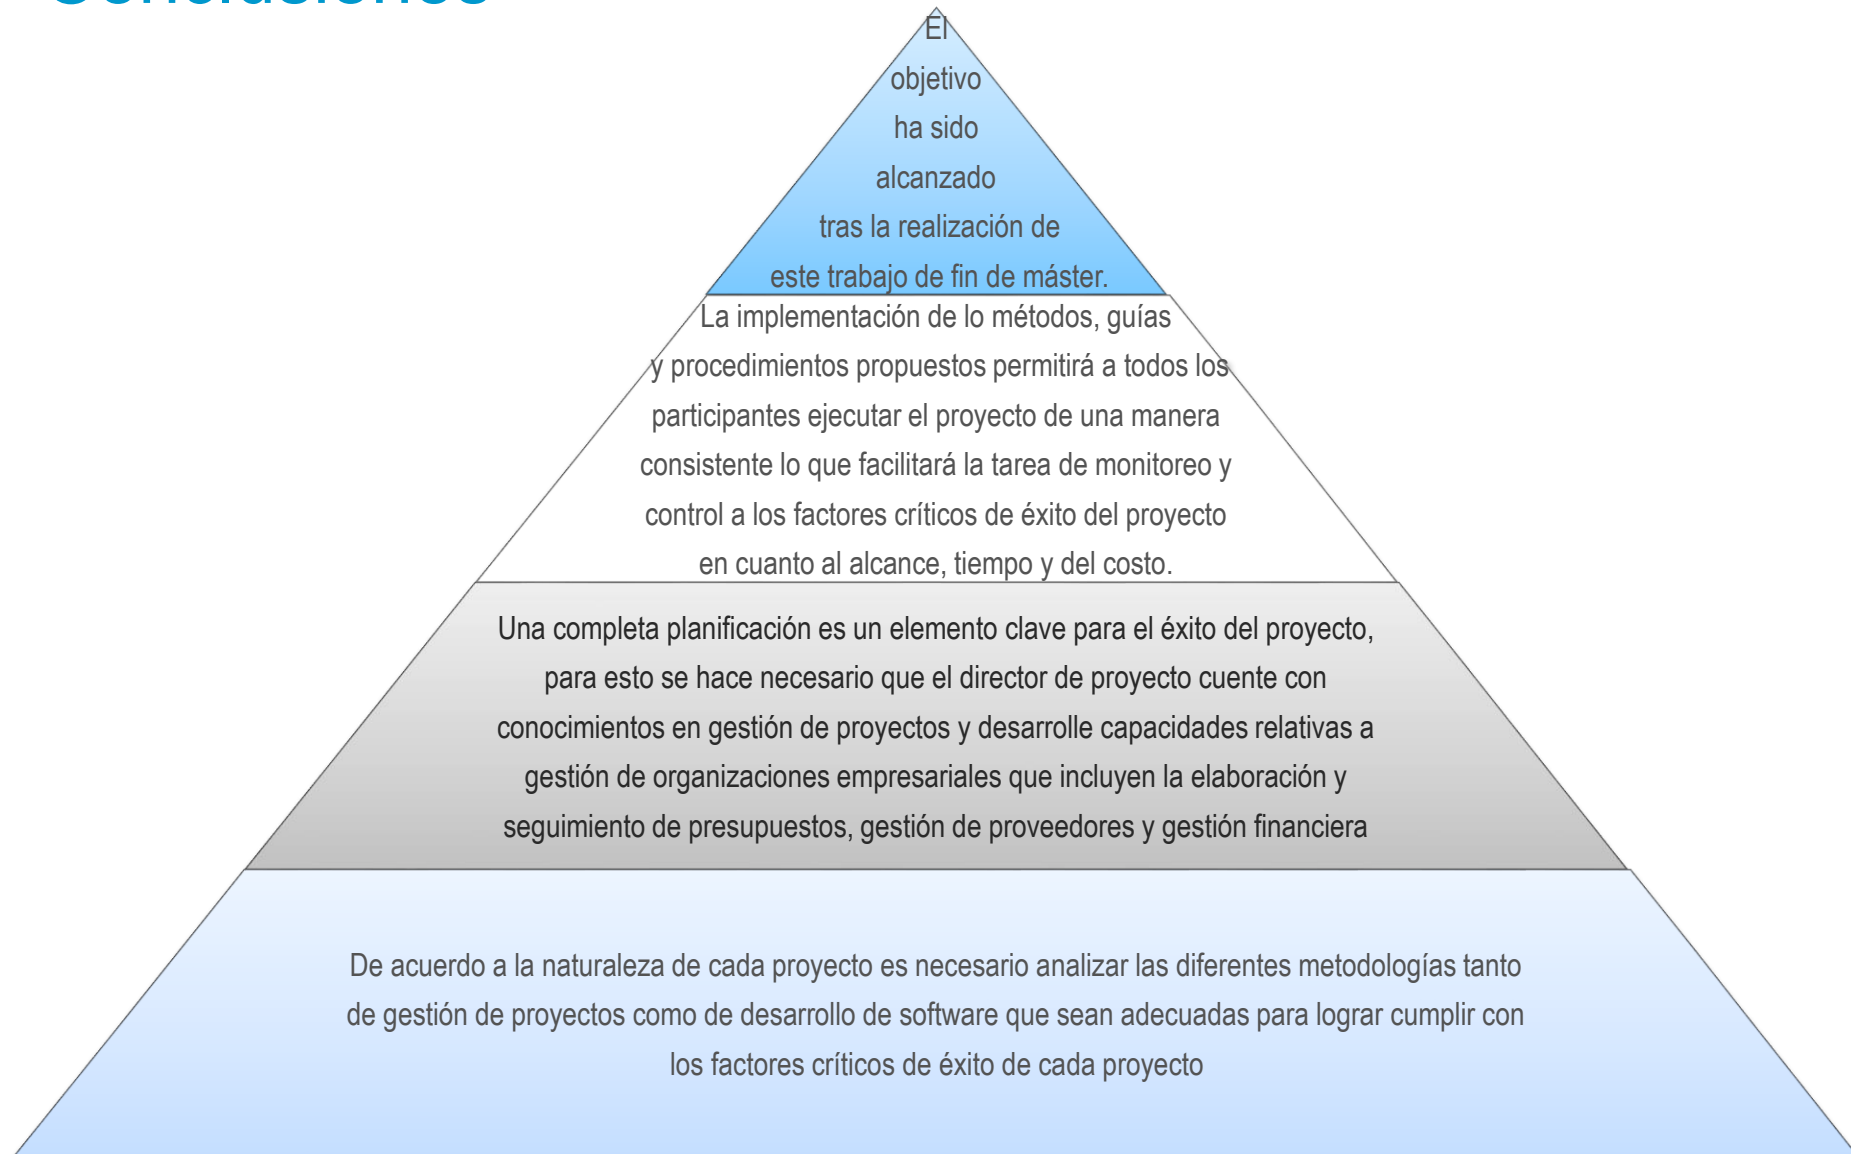 Conclusiones
El
objetivo
ha sido
alcanzado
tras la realización de
este trabajo de fin de máster.
La implementación de lo métodos, guías
y procedimientos propuestos permitirá a todos los
participantes ejecutar el proyecto de una manera
consistente lo que facilitará la tarea de monitoreo y
control a los factores críticos de éxito del proyecto
en cuanto al alcance, tiempo y del costo.
Una completa planificación es un elemento clave para el éxito del proyecto,
para esto se hace necesario que el director de proyecto cuente con
conocimientos en gestión de proyectos y desarrolle capacidades relativas a
gestión de organizaciones empresariales que incluyen la elaboración y
seguimiento de presupuestos, gestión de proveedores y gestión financiera
De acuerdo a la naturaleza de cada proyecto es necesario analizar las diferentes metodologías tanto
de gestión de proyectos como de desarrollo de software que sean adecuadas para lograr cumplir con
los factores críticos de éxito de cada proyecto